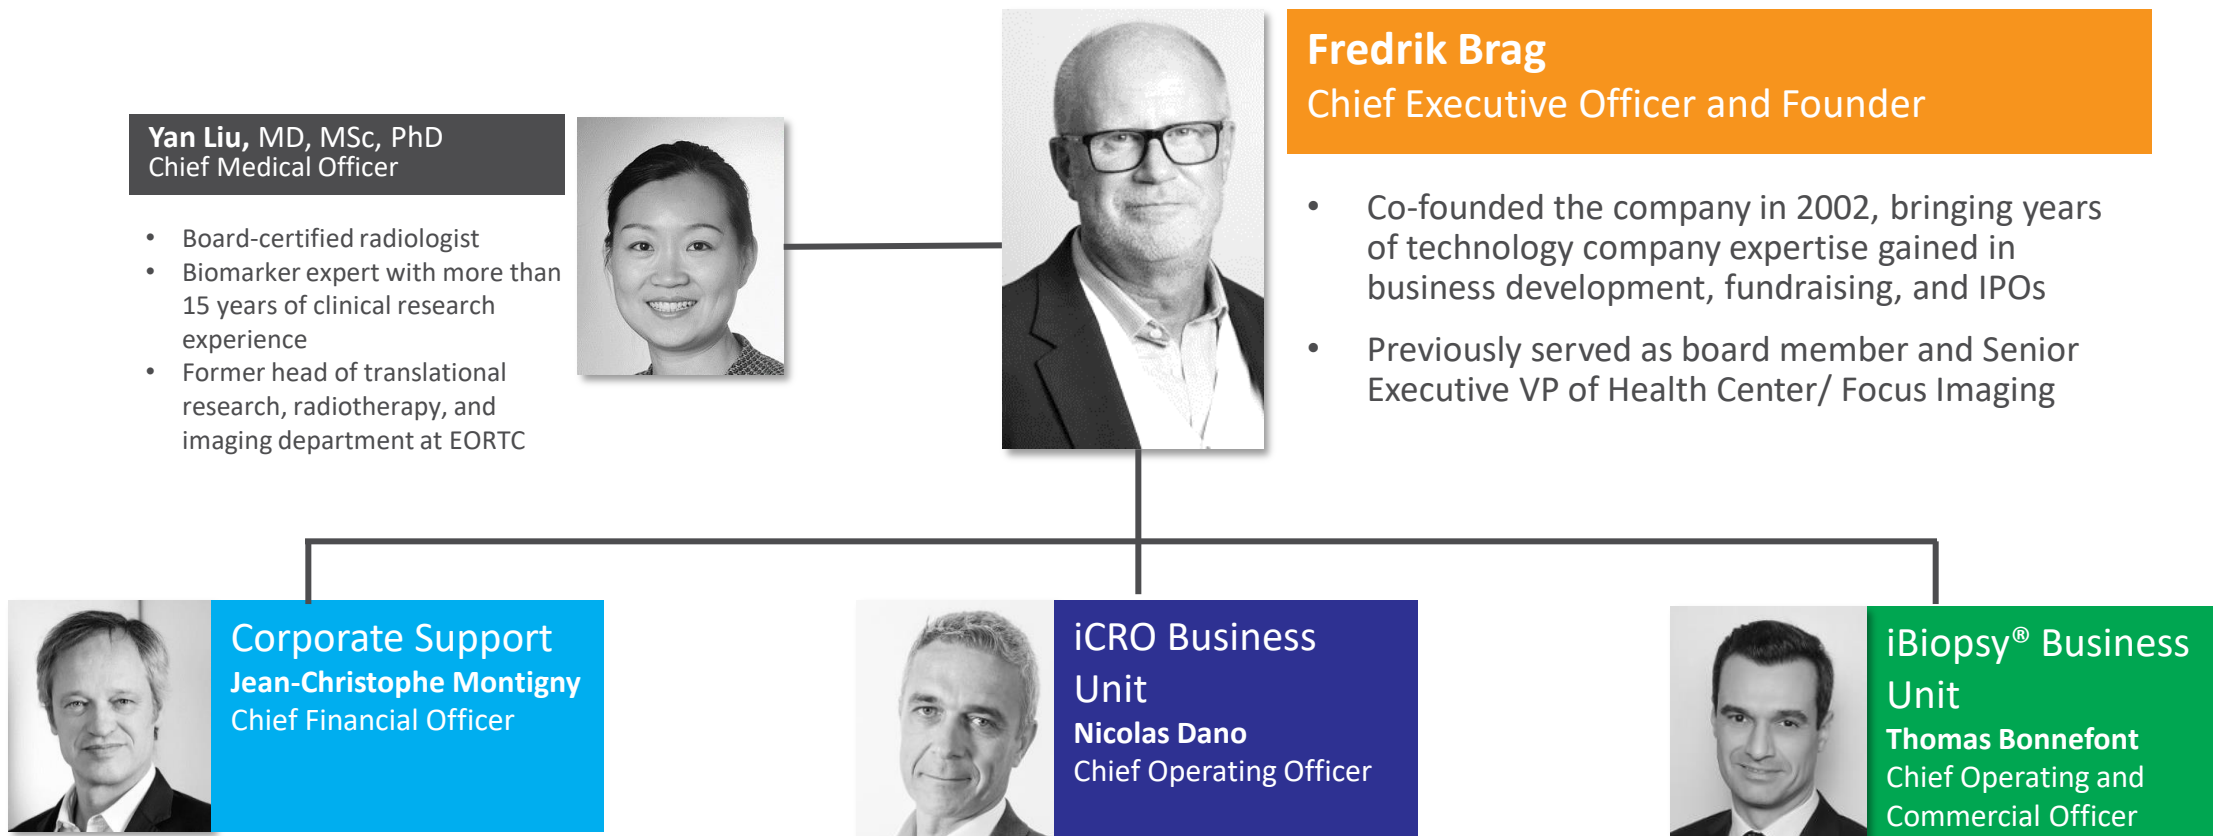 Fredrik Brag
Chief Executive Officer and Founder
• Co-founded the company in 2002, bringing years
of technology company expertise gained in
business development, fundraising, and IPOs
• Previously served as board member and Senior
Executive VP of Health Center/ Focus Imaging
Yan Liu, MD, MSc, PhD
Chief Medical Officer
• Board-certified radiologist
• Biomarker expert with more than
15 years of clinical research
experience
• Former head of translational
research, radiotherapy, and
imaging department at EORTC
Corporate Support
Jean-Christophe Montigny
Chief Financial Officer
iCRO Business
Unit
Nicolas Dano
Chief Operating Officer
iBiopsy® Business
Unit
Thomas Bonnefont
Chief Operating and
Commercial Officer